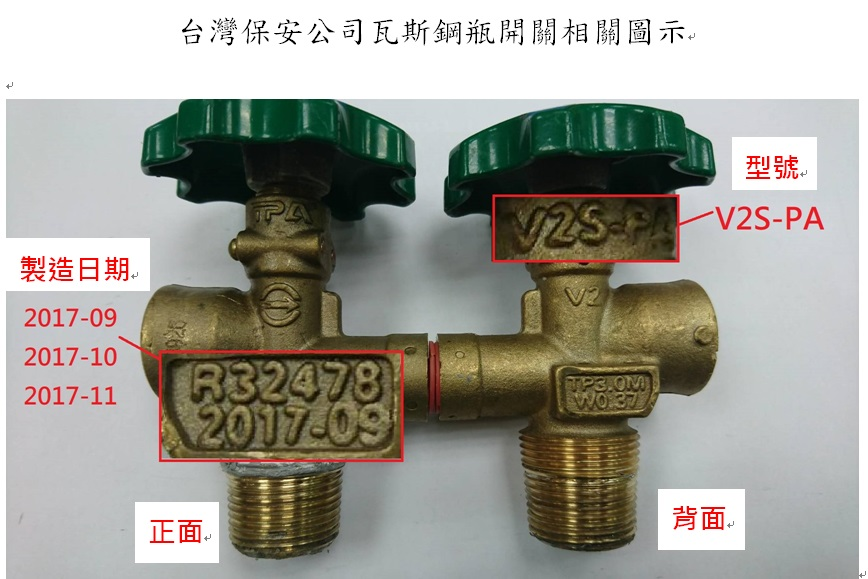 台灣保安公司瓦斯鋼瓶開關相關圖示
型號
V2S-PA
V2S-PA
製造日期
2017-09
2017-10
2017-11
TPA
V2
R32478
2017-09
TP3.0M
W0.37
正面
背面